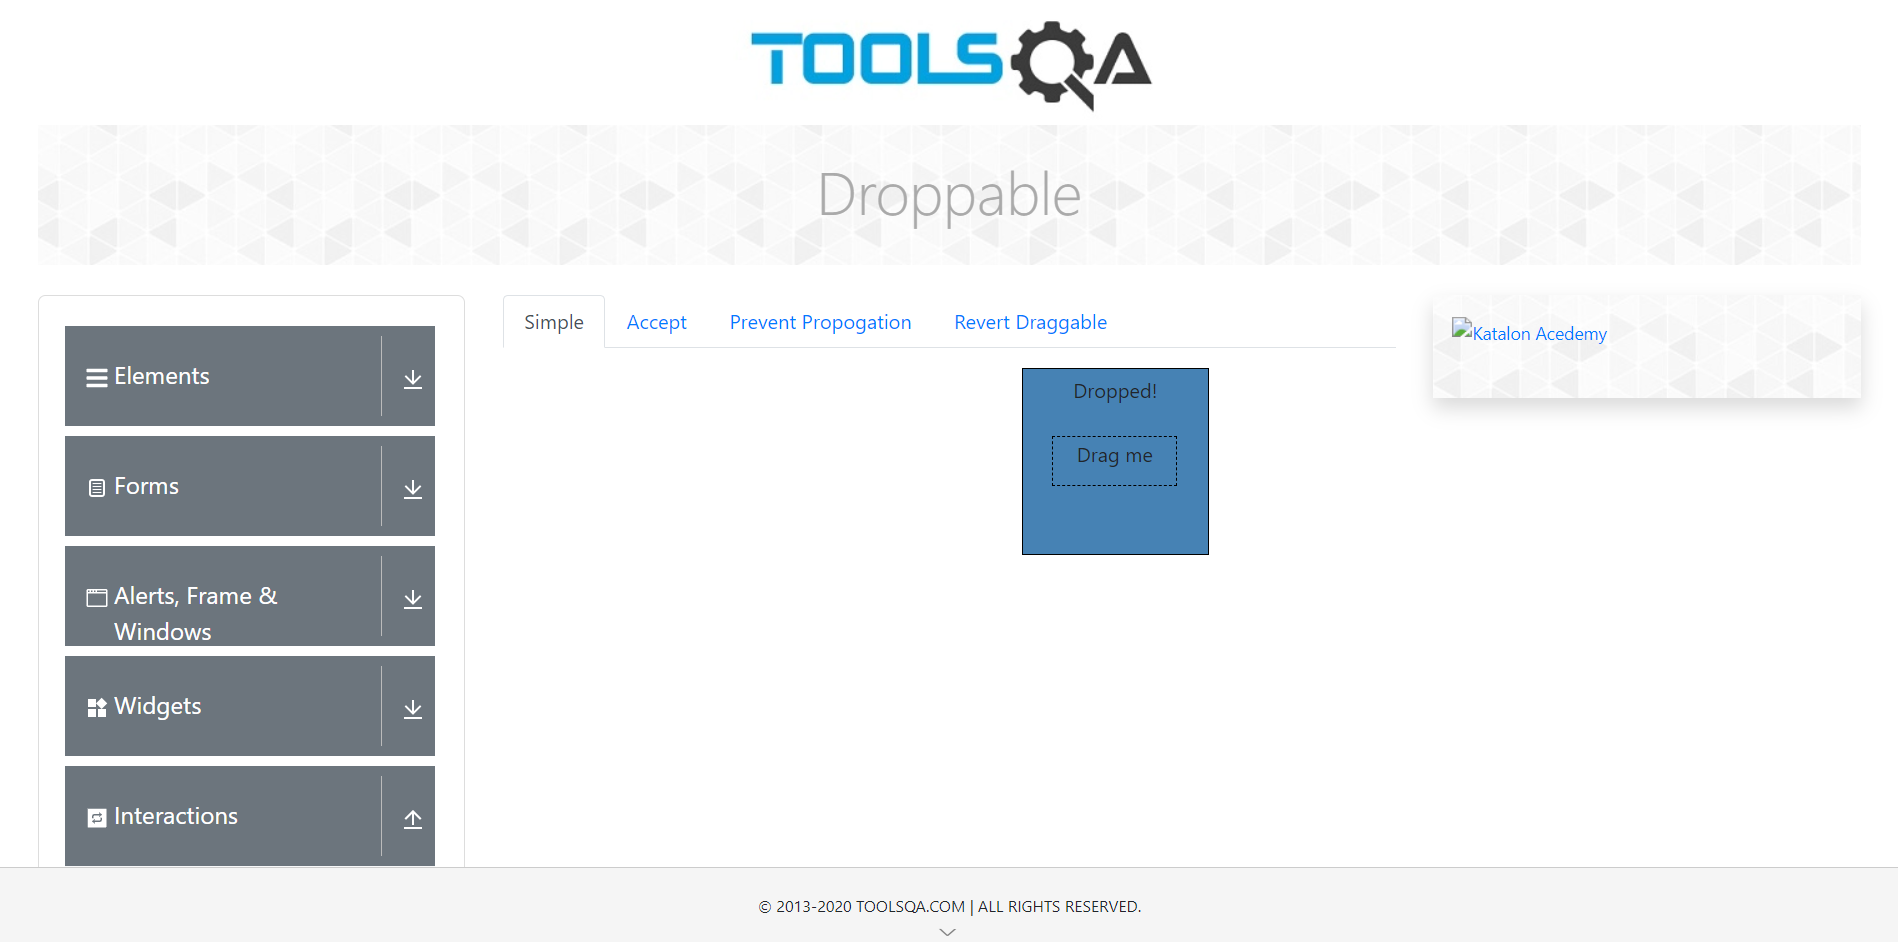 TOOLSQA
Droppable
Elements
Forms
Alerts, Frame &
Windows
Widgets
Interactions
Simple
Accept
Prevent Propogation
Revert Draggable
Dropped!
Drag me
Katalon Acedemy
© 2013-2020 TOOLSQA.COM | ALL RIGHTS RESERVED.